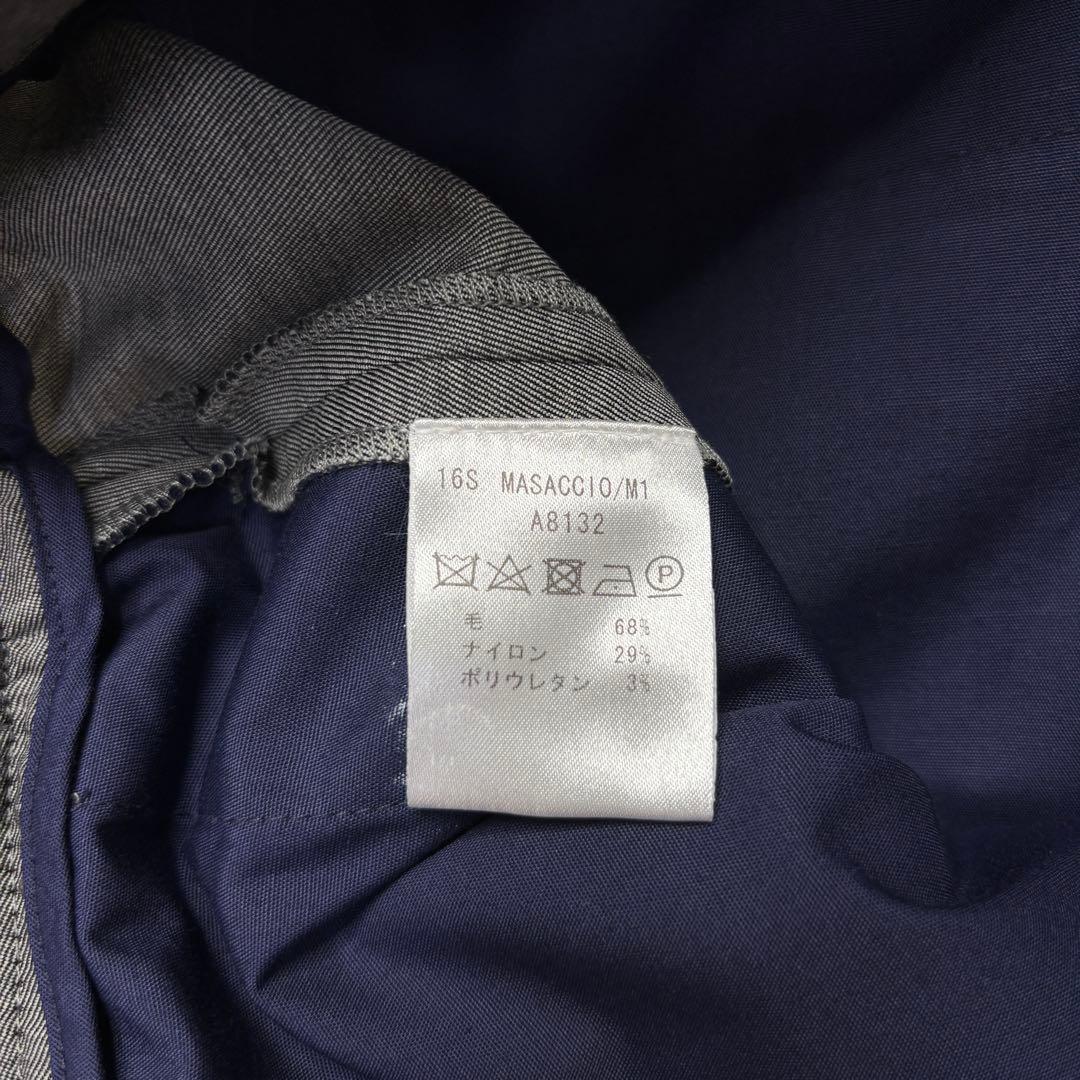 16S MASACCIO/M1
A8132
P
毛 68%
ナイロン 29%
ポリウレタン 3%